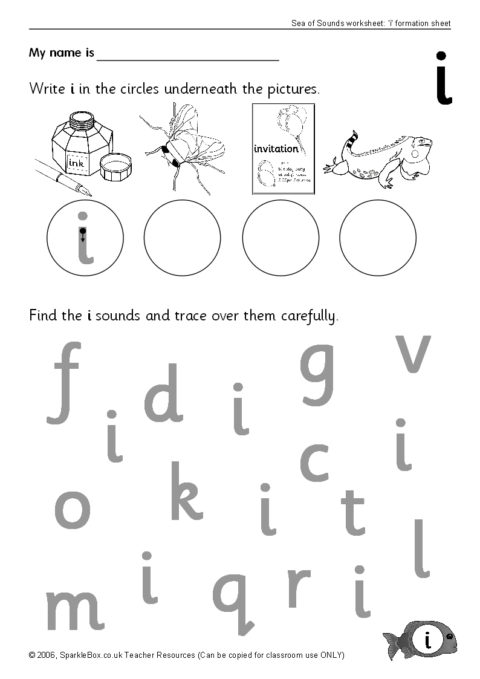 Sea of Sounds worksheet: 'i' formation sheet
My name is
i
Write i in the circles underneath the pictures.
ink
invitation
i
Find the i sounds and trace over them carefully.
f d i g v
i c i
o k i t
m i q r i l
i
© 2006, SparkleBox.co.uk Teacher Resources (Can be copied for classroom use ONLY)